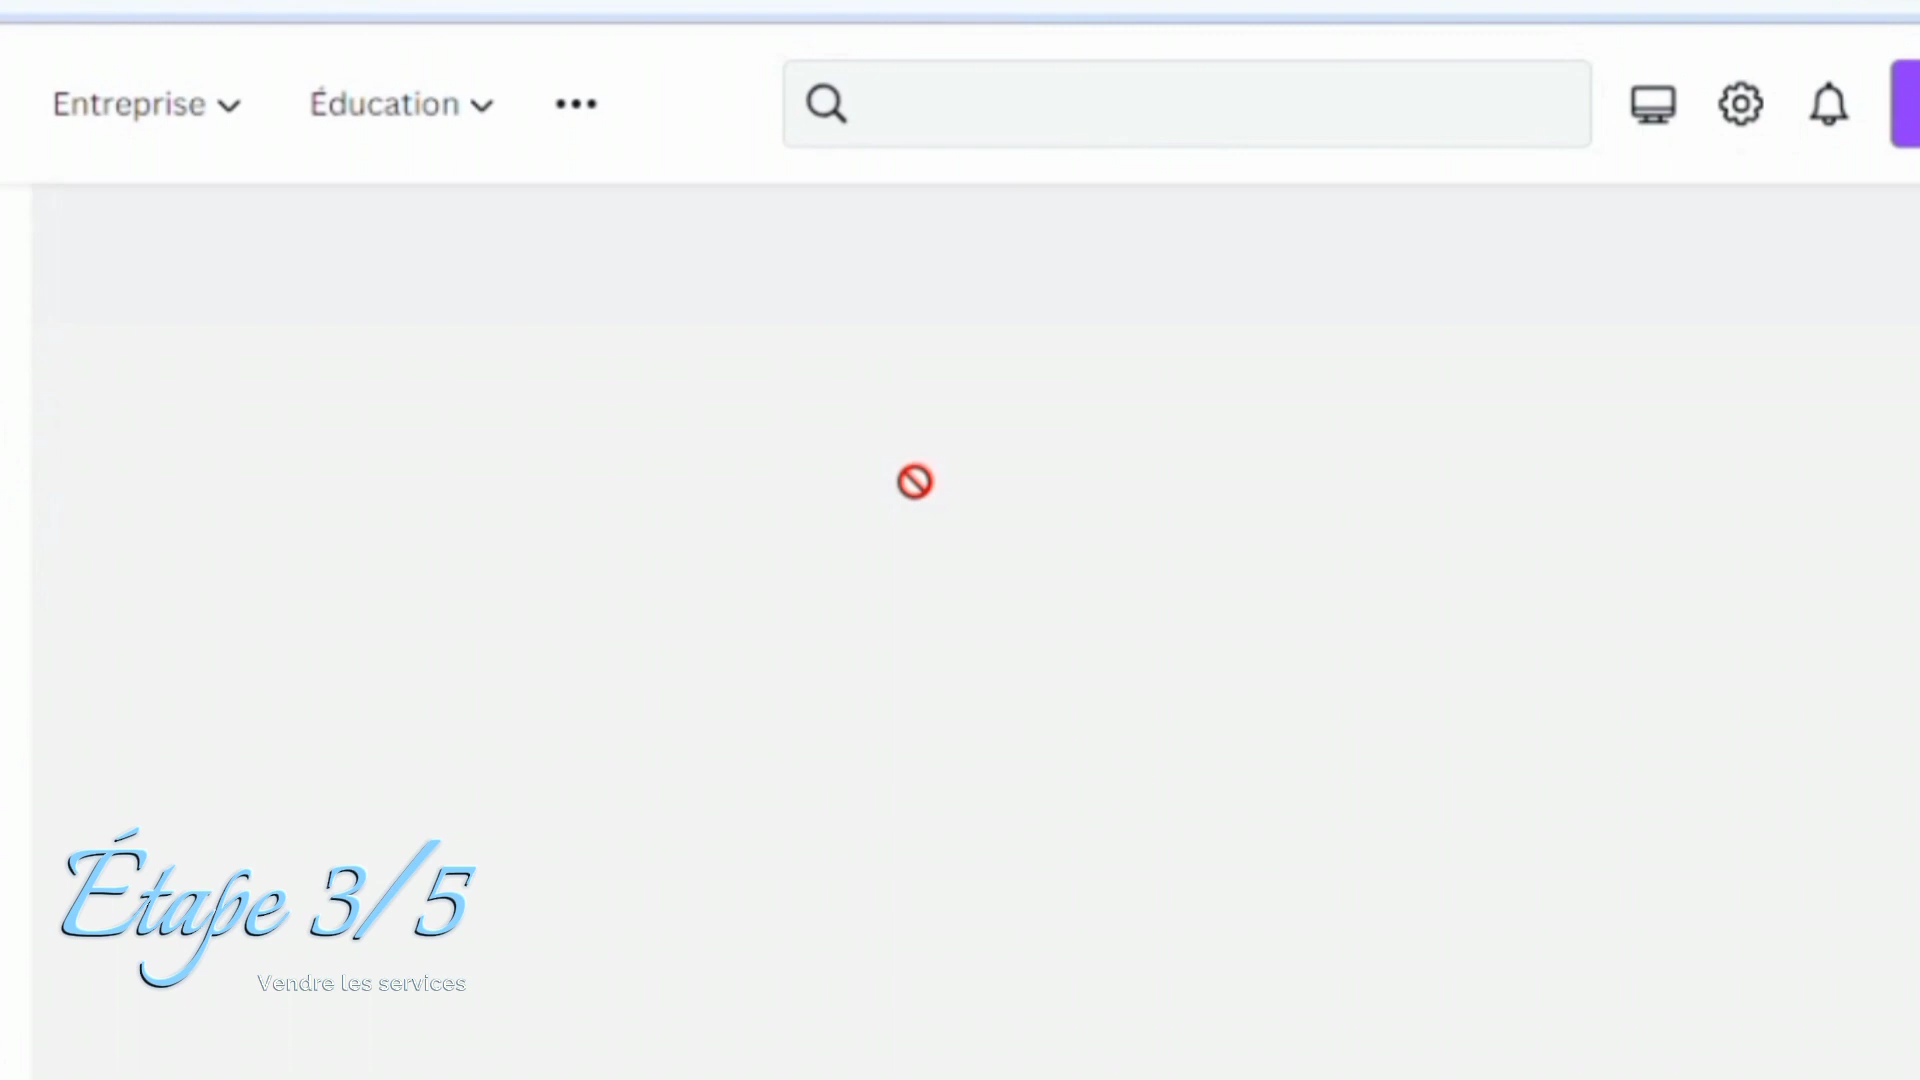 Entreprise
Éducation
Étape 3/5
Vendre les services